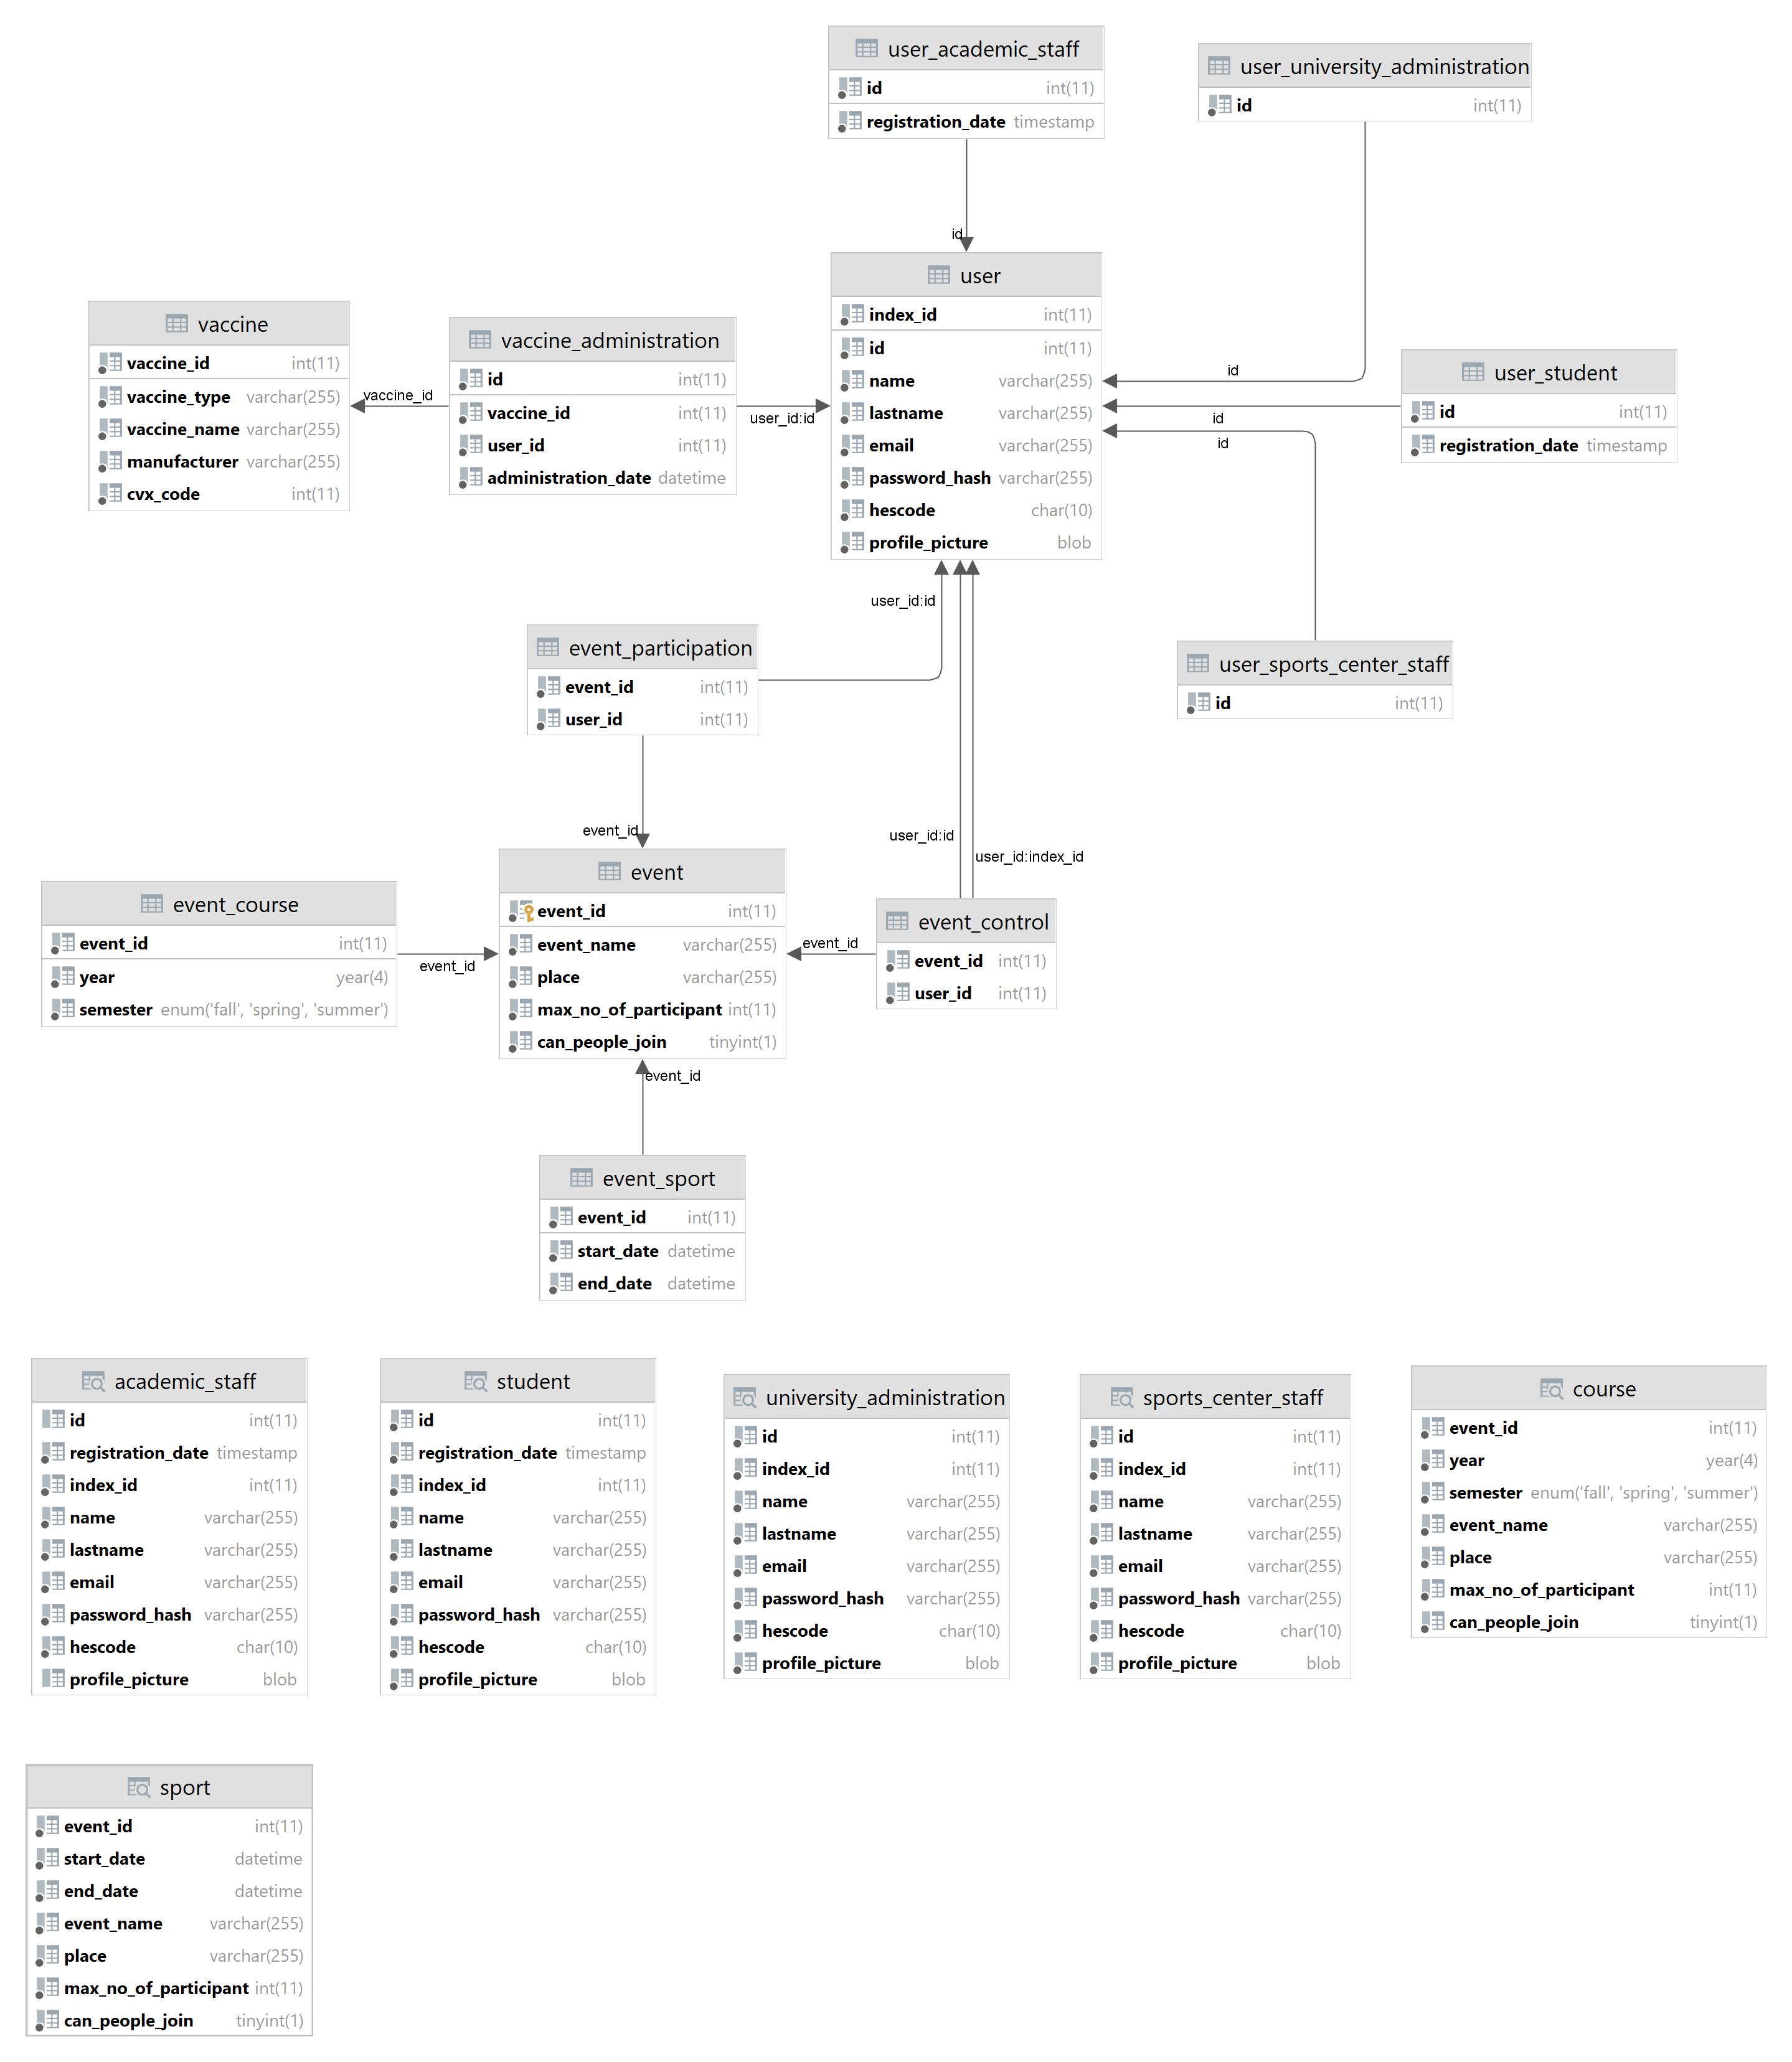 user_academic_staff
id int(11)
registration_date timestamp
user_university_administration
id int(11)
id
user
index_id int(11)
id int(11)
name varchar(255)
lastname varchar(255)
email varchar(255)
password_hash varchar(255)
hescode char(10)
profile_picture blob
vaccine
vaccine_id int(11)
vaccine_type varchar(255)
vaccine_name varchar(255)
manufacturer varchar(255)
cvx_code int(11)
vaccine_id
vaccine_administration
id int(11)
vaccine_id int(11)
user_id int(11)
administration_date datetime
user_id:id
id
id
id
user_student
id int(11)
registration_date timestamp
user_id:id
event_participation
event_id int(11)
user_id int(11)
user_sports_center_staff
id int(11)
event_id
user_id:id
user_id:index_id
event_course
event_id int(11)
year year(4)
semester enum('fall', 'spring', 'summer')
event_id
event
event_id int(11)
event_name varchar(255)
place varchar(255)
max_no_of_participant int(11)
can_people_join tinyint(1)
event_id
event_control
event_id int(11)
user_id int(11)
event_id
event_sport
event_id int(11)
start_date datetime
end_date datetime
academic_staff
id int(11)
registration_date timestamp
index_id int(11)
name varchar(255)
lastname varchar(255)
email varchar(255)
password_hash varchar(255)
hescode char(10)
profile_picture blob
student
id int(11)
registration_date timestamp
index_id int(11)
name varchar(255)
lastname varchar(255)
email varchar(255)
password_hash varchar(255)
hescode char(10)
profile_picture blob
university_administration
id int(11)
index_id int(11)
name varchar(255)
lastname varchar(255)
email varchar(255)
password_hash varchar(255)
hescode char(10)
profile_picture blob
sports_center_staff
id int(11)
index_id int(11)
name varchar(255)
lastname varchar(255)
email varchar(255)
password_hash varchar(255)
hescode char(10)
profile_picture blob
course
event_id int(11)
year year(4)
semester enum('fall', 'spring', 'summer')
event_name varchar(255)
place varchar(255)
max_no_of_participant int(11)
can_people_join tinyint(1)
sport
event_id int(11)
start_date datetime
end_date datetime
event_name varchar(255)
place varchar(255)
max_no_of_participant int(11)
can_people_join tinyint(1)